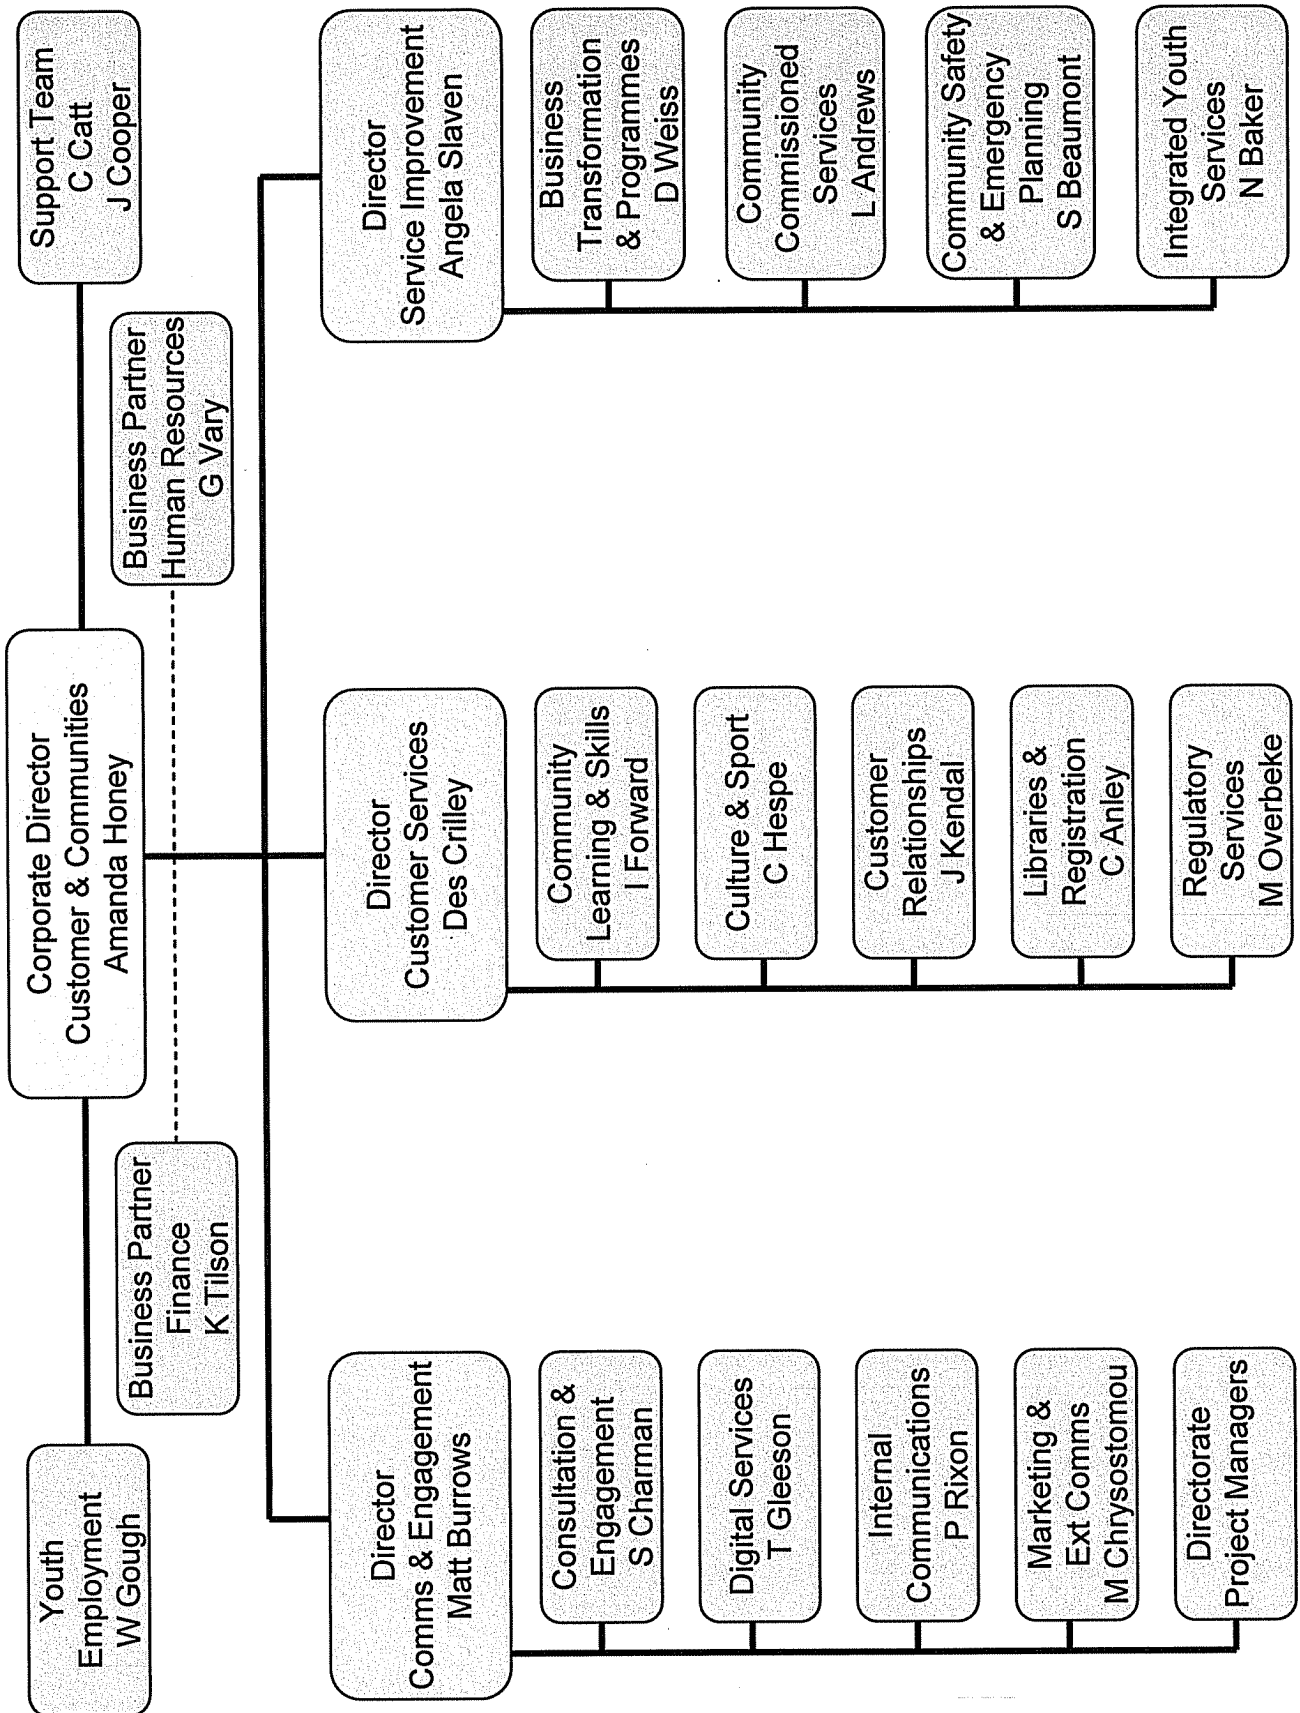 Corporate Director
Customer & Communities
Amanda Honey
Youth
Employment
W Gough
Support Team
C Catt
J Cooper
Business Partner
Finance
K Tilson
Business Partner
Human Resources
G Vary
Director
Comms & Engagement
Matt Burrows
Consultation &
Engagement
S Charman
Digital Services
T Gleeson
Internal
Communications
P Rixon
Marketing &
Ext Comms
M Chrysostomou
Directorate
Project Managers
Director
Customer Services
Des Crilley
Community
Learning & Skills
I Forward
Culture & Sport
C Hespe
Customer
Relationships
J Kendal
Libraries &
Registration
C Anley
Regulatory
Services
M Overbeke
Director
Service Improvement
Angela Slaven
Business
Transformation
& Programmes
D Weiss
Community
Commissioned
Services
L Andrews
Community Safety
& Emergency
Planning
S Beaumont
Integrated Youth
Services
N Baker